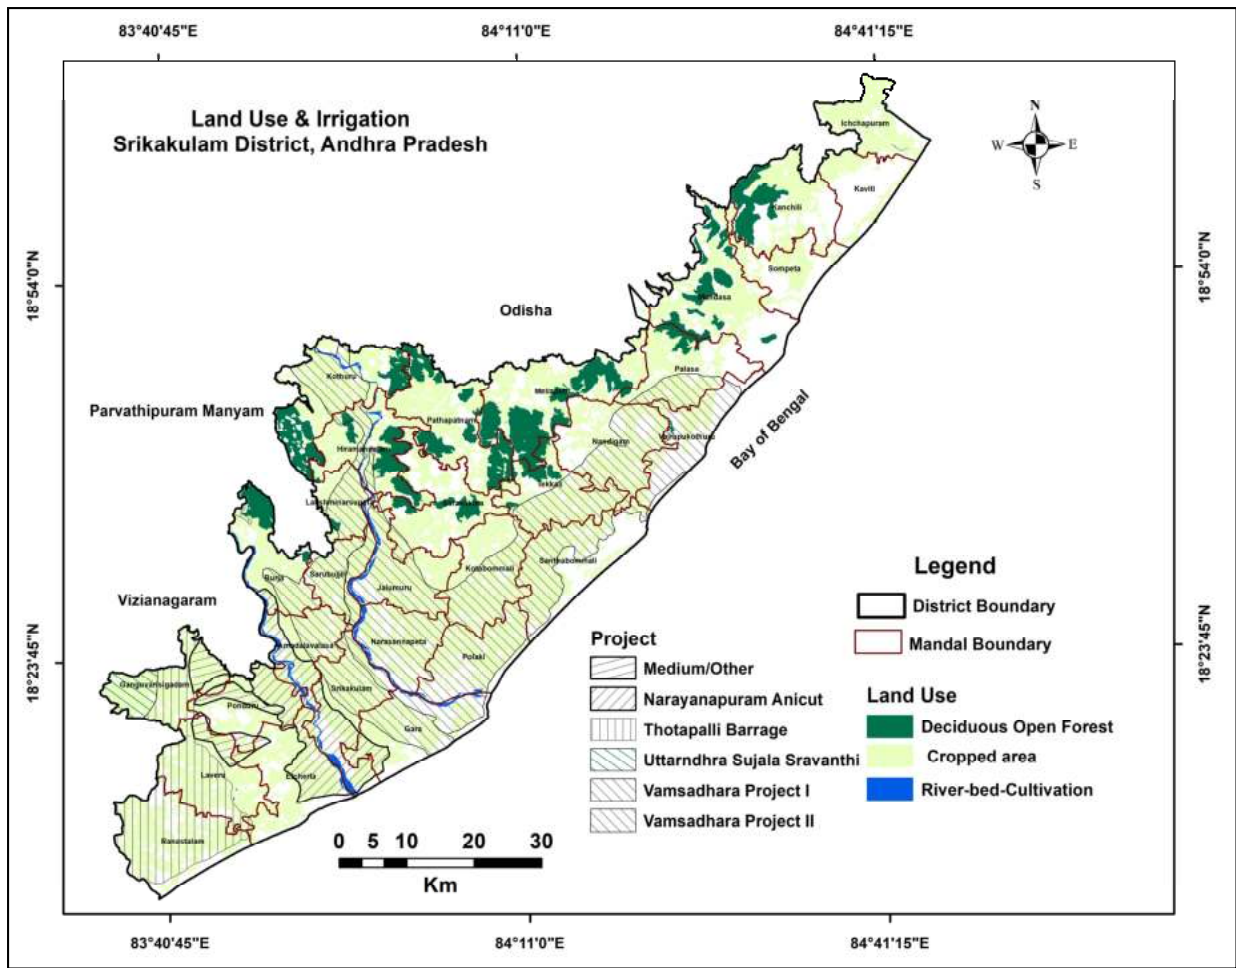 83°40'45"E 84°11'0"E 84°41'15"E
Land Use & Irrigation
Srikakulam District, Andhra Pradesh
N
W E
S
Ichchapuram
Kavili
Kanchili
Sompeta
18°54'0"N
18°54'0"N
Odisha
Palasa
Kothuru
Parvathipuram Manyam
Pathapatnam
Bay of Bengal
Nandigam
Santhabommali
Kotabommali
Burja
Sarubujjili
Jalumuru
Vizianagaram
Amadalavalasa
Narasannapeta
Polaki
18°23'45"N
18°23'45"N
Ganguvarisigadam
Srikakulam
Ponduru
Gara
Laveru
Etcherla
Ranastalam
Legend
District Boundary
Mandal Boundary
Project
Medium/Other
Narayanapuram Anicut
Thotapalli Barrage
Uttarndhra Sujala Sravanthi
Vamsadhara Project I
Vamsadhara Project II
Land Use
Deciduous Open Forest
Cropped area
River-bed-Cultivation
0 5 10 20 30
Km
83°40'45"E 84°11'0"E 84°41'15"E